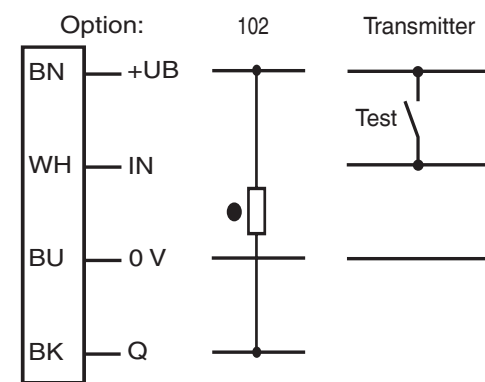 Option: 102 Transmitter
BN +UB
Test
WH IN
BU 0 V
BK Q